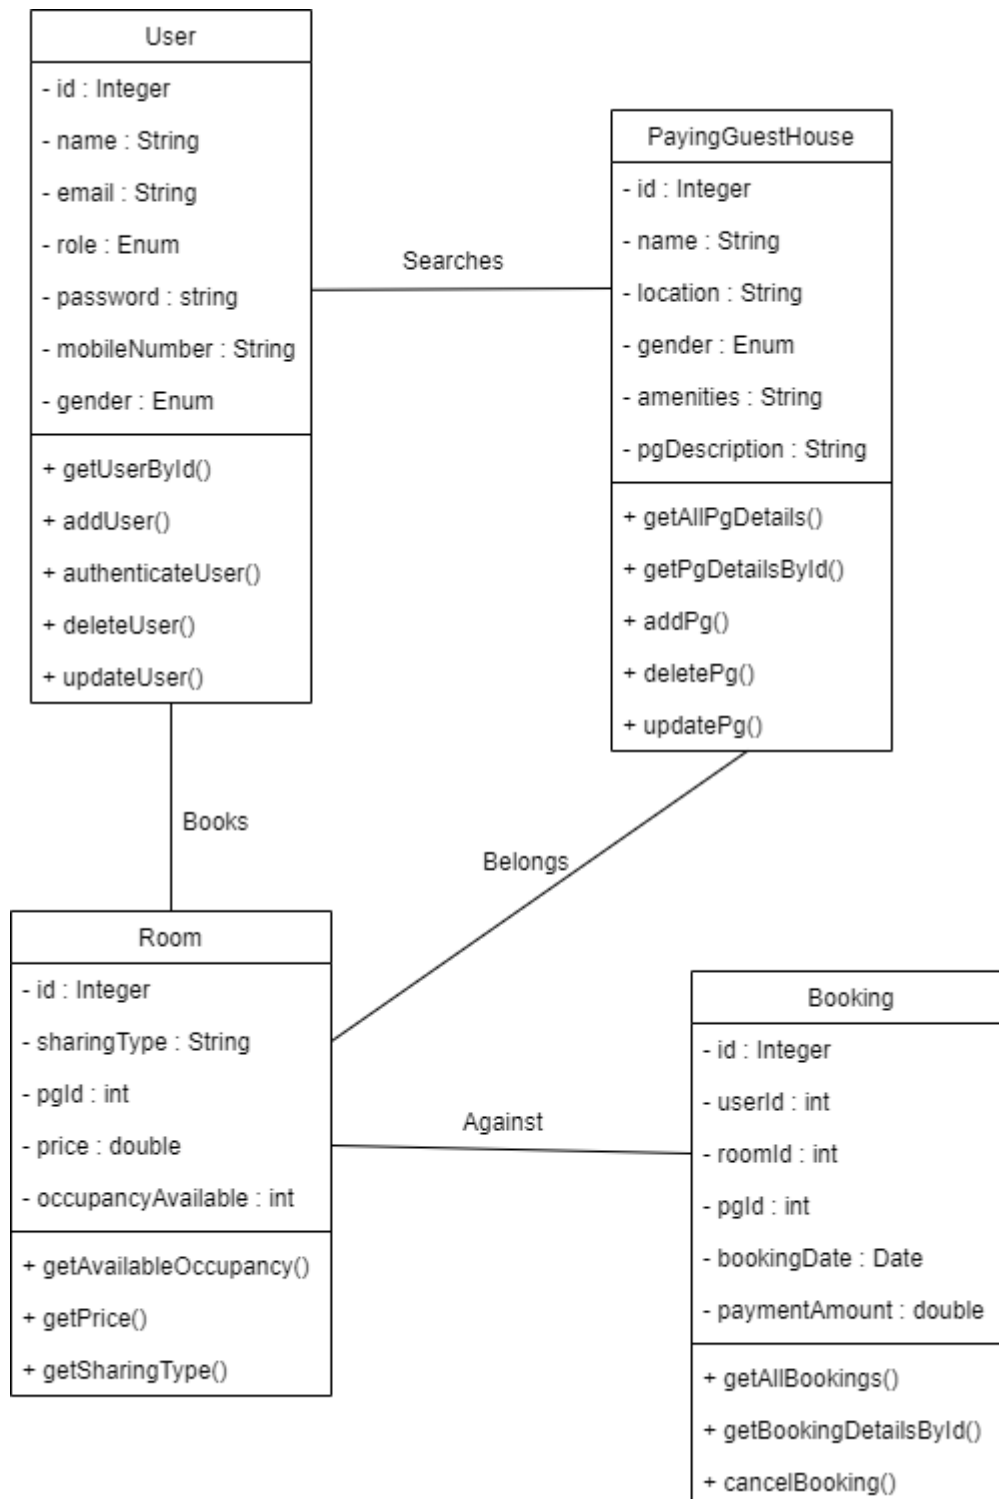 User
- id : Integer
- name : String
- email : String
- role : Enum
- password : string
- mobileNumber : String
- gender : Enum
+ getUserById()
+ addUser()
+ authenticateUser()
+ deleteUser()
+ updateUser()
Searches
PayingGuestHouse
- id : Integer
- name : String
- location : String
- gender : Enum
- amenities : String
- pgDescription : String
+ getAllPgDetails()
+ getPgDetailsById()
+ addPg()
+ deletePg()
+ updatePg()
Books
Belongs
Room
- id : Integer
- sharingType : String
- pgId : int
- price : double
- occupancyAvailable : int
+ getAvailableOccupancy()
+ getPrice()
+ getSharingType()
Against
Booking
- id : Integer
- userId : int
- roomId : int
- pgId : int
- bookingDate : Date
- paymentAmount : double
+ getAllBookings()
+ getBookingDetailsById()
+ cancelBooking()